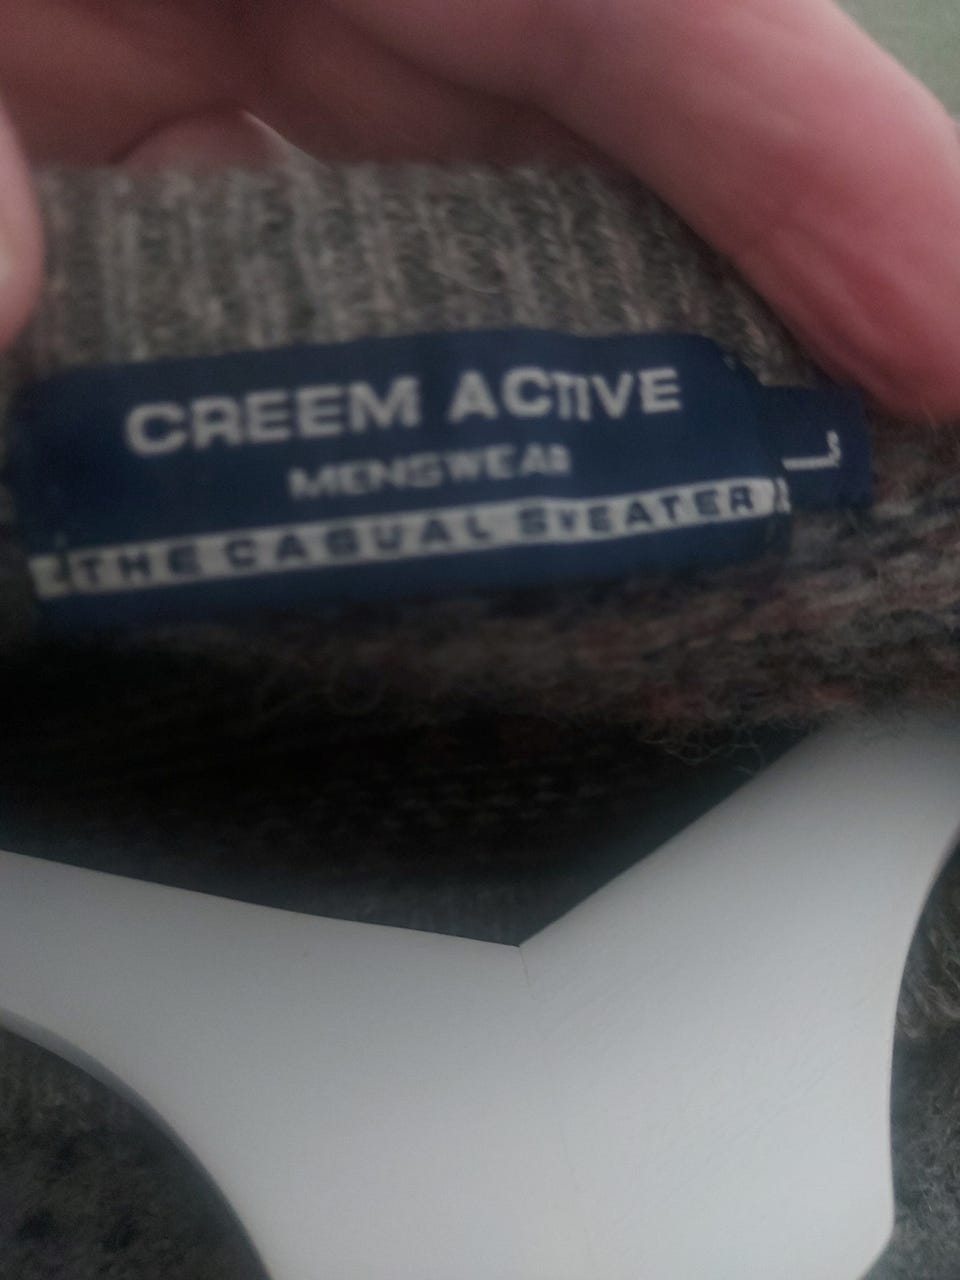 CREEM ACTIVE
MENSWEAR
THE CASUAL SWEATER
L